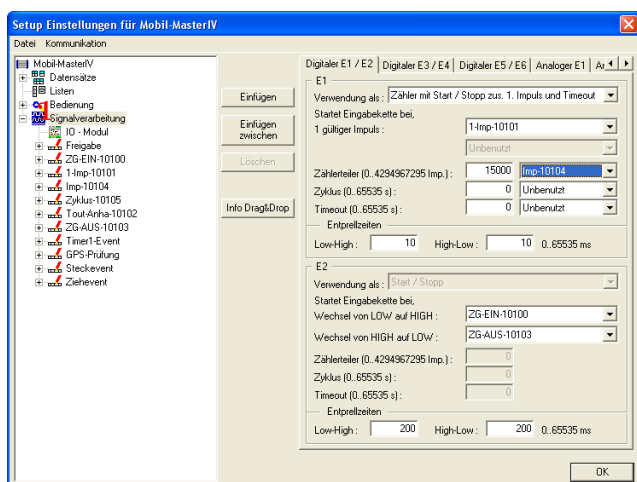 Setup Einstellungen für Mobil-MasterIV
Datei Kommunikation
Mobil-MasterIV
Datensätze
Listen
Bedienung
Signalverarbeitung
IO - Modul
Freigabe
ZG-EIN-10100
1-Imp-10101
Imp-10104
Zyklus-10105
Tout-Anha-10102
ZG-AUS-10103
Timer1-Event
GPS-Prüfung
Steckevent
Ziehevent
Einfügen
Einfügen zwischen
Löschen
Info Drag&Drop
Digitaler E1 / E2 Digitaler E3 / E4 Digitaler E5 / E6 Analoger E1
E1
Verwendung als : Zähler mit Start / Stopp zus. 1. Impuls und Timeout
Startet Eingabekette bei,
1 gültiger Impuls : 1-Imp-10101
Unbenutzt
Zählerteiler (0..4294967295 Imp.) : 15000 Imp-10104
Zyklus (0..65535 s) : 0 Unbenutzt
Timeout (0..65535 s) : 0 Unbenutzt
Entprellzeiten
Low-High : 10 High-Low : 10 0..65535 ms
E2
Verwendung als : Start / Stopp
Startet Eingabekette bei,
Wechsel von LOW auf HIGH : ZG-EIN-10100
Wechsel von HIGH auf LOW : ZG-AUS-10103
Zählerteiler (0..4294967295 Imp.) : 0
Zyklus (0..65535 s) : 0
Timeout (0..65535 s) : 0
Entprellzeiten
Low-High : 200 High-Low : 200 0..65535 ms
OK